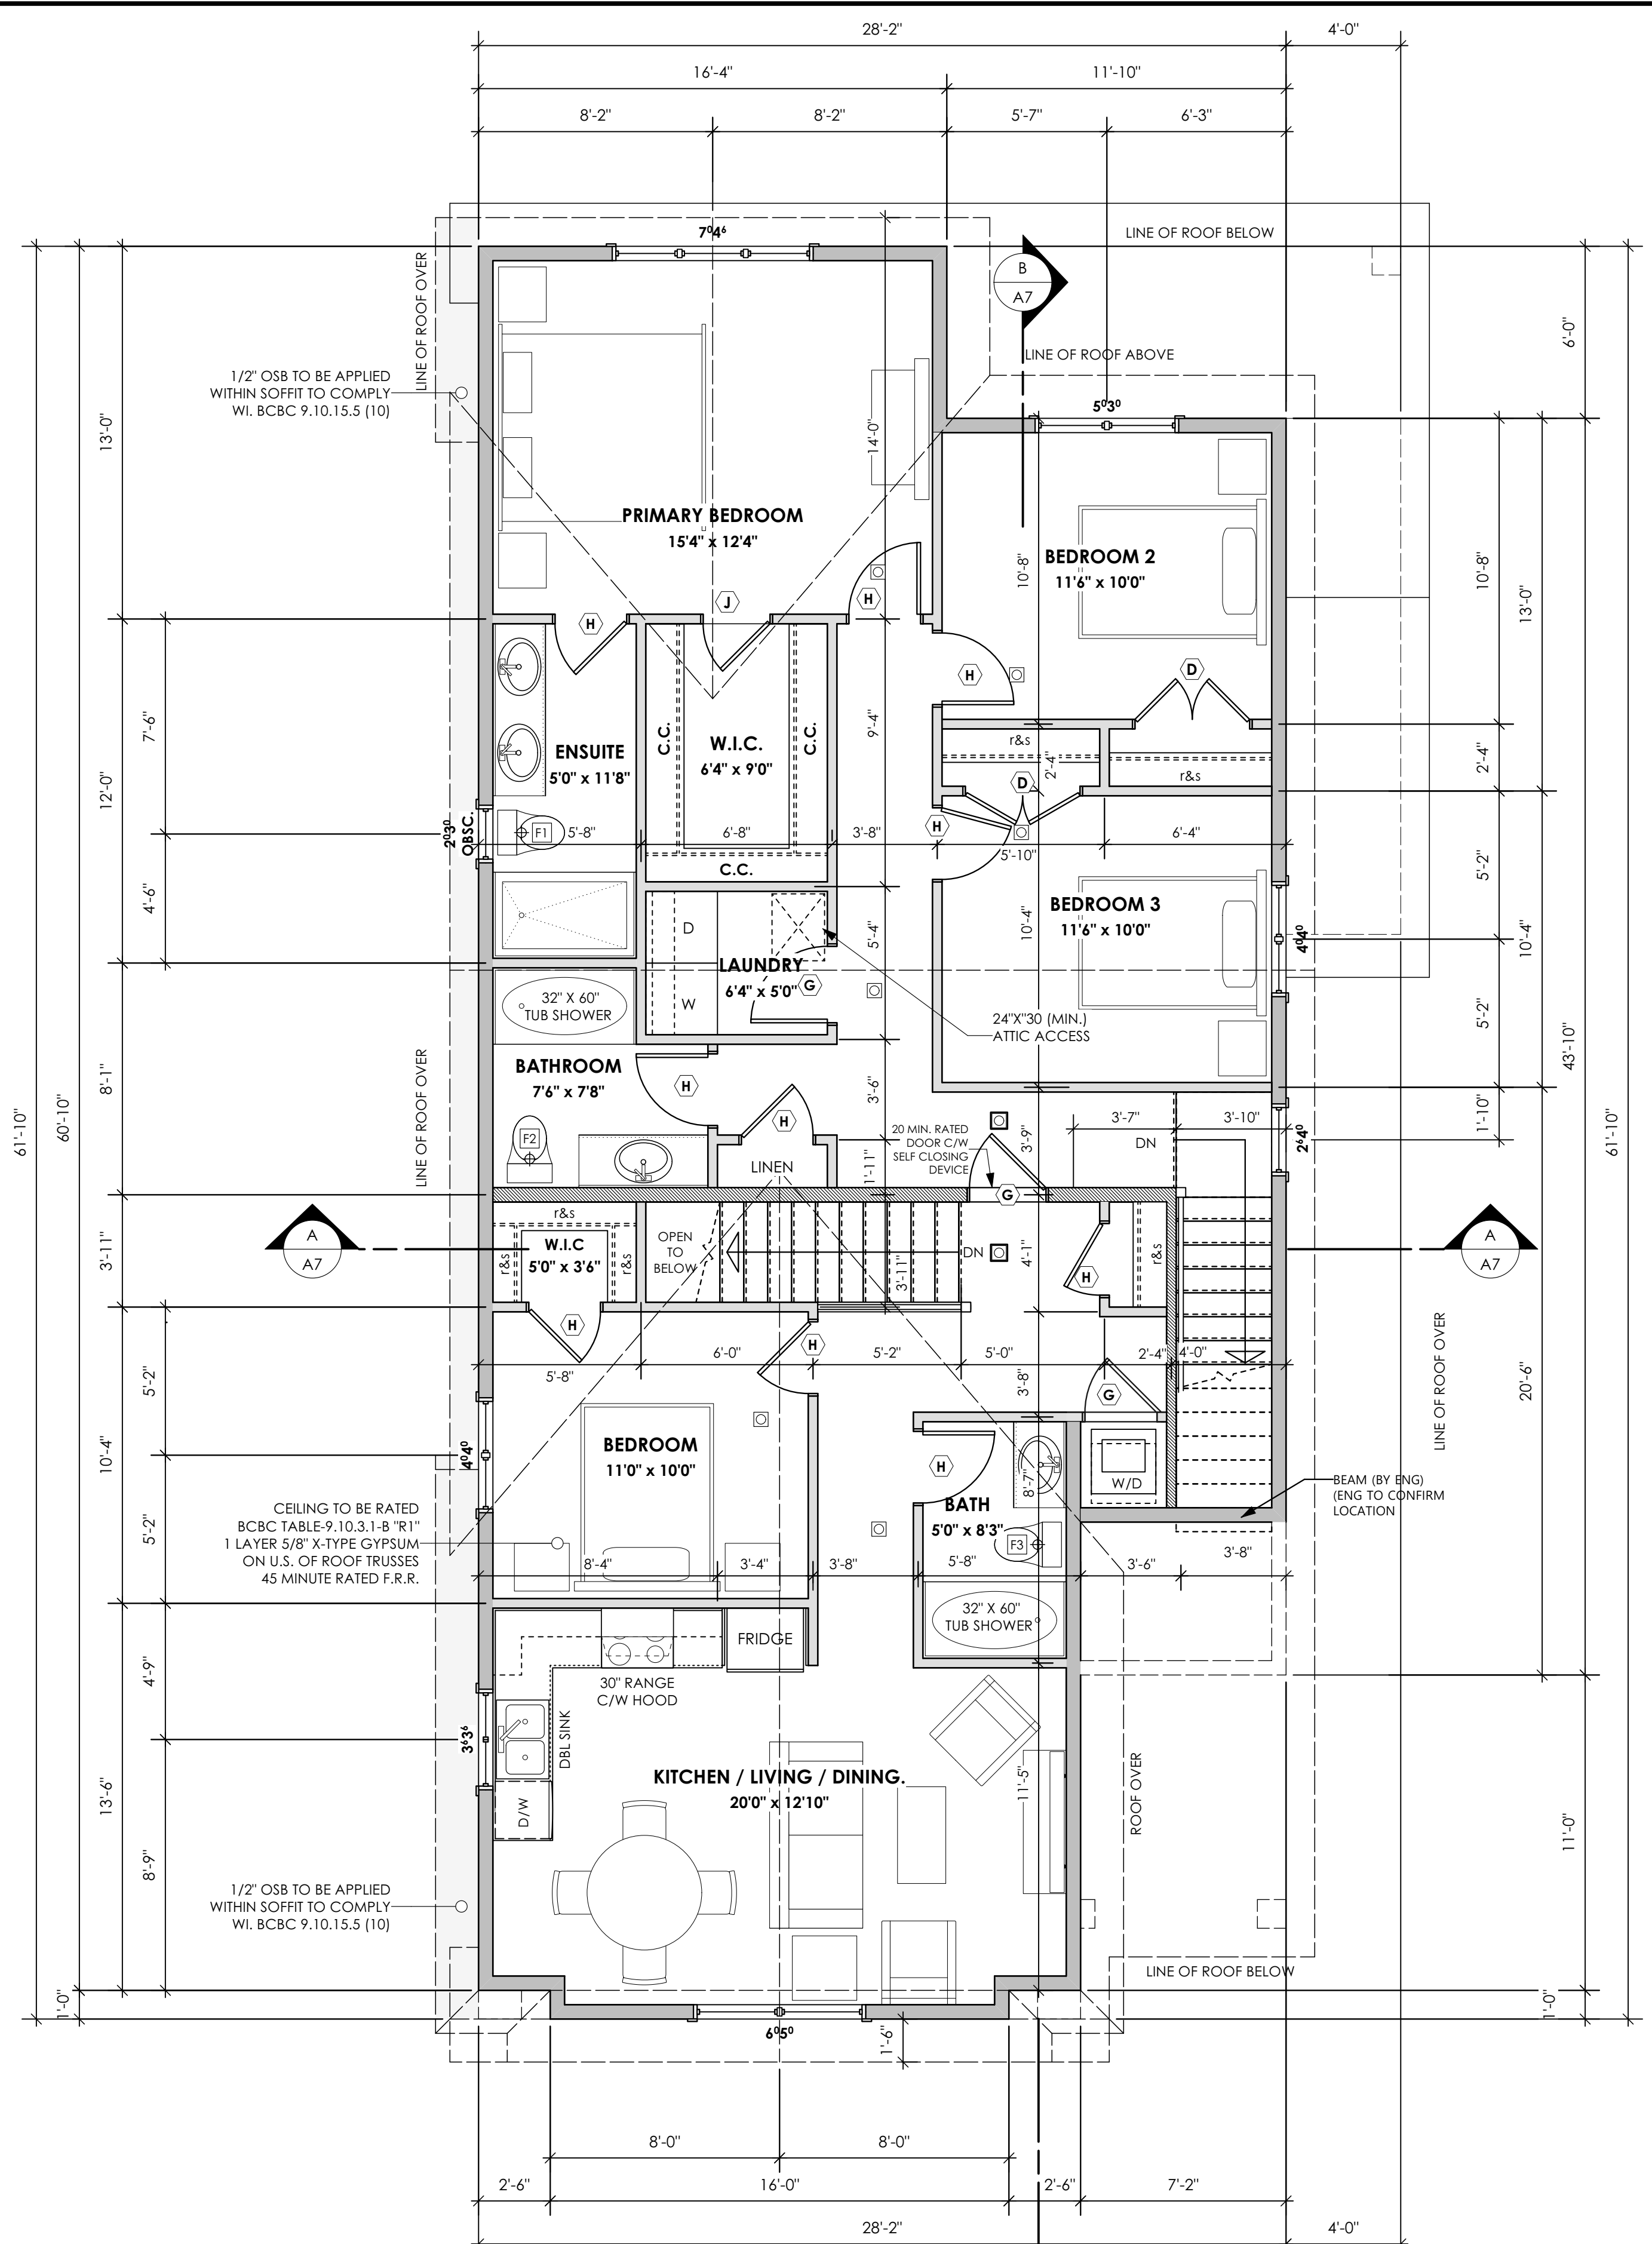 28'-2"
4'-0"
16'-4"
11'-10"
8'-2"
8'-2"
5'-7"
6'-3"
7⁰4⁶
LINE OF ROOF BELOW
B
A7
LINE OF ROOF OVER
LINE OF ROOF ABOVE
6'-0"
1/2" OSB TO BE APPLIED
WITHIN SOFFIT TO COMPLY
WI. BCBC 9.10.15.5 (10)
5⁰3⁰
13'-0"
14'-0"
PRIMARY BEDROOM
15'4" x 12'4"
BEDROOM 2
11'6" x 10'0"
10'-8"
10'-8"
13'-0"
H
J
H
H
D
7'-6"
12'-0"
ENSUITE
5'0" x 11'8"
C.C.
W.I.C.
6'4" x 9'0"
C.C.
9'-4"
r&s
2'-4"
D
r&s
2'-4"
2⁰3⁰
OBSC.
F1
5'-8"
6'-8"
3'-8"
H
5'-10"
6'-4"
C.C.
4'-6"
5'-2"
D
W
LAUNDRY
6'4" x 5'0"
G
5'-4"
BEDROOM 3
11'6" x 10'0"
10'-4"
4⁰4⁰
10'-4"
5'-2"
32" X 60"
TUB SHOWER
24"X"30 (MIN.)
ATTIC ACCESS
43'-10"
LINE OF ROOF OVER
BATHROOM
7'6" x 7'8"
H
H
3'-6"
8'-1"
61'-10"
60'-10"
F2
LINEN
1'-11"
20 MIN. RATED
DOOR C/W
SELF CLOSING
DEVICE
3'-9"
3'-7"
3'-10"
DN
2⁶4⁰
1'-10"
61'-10"
G
A
A7
3'-11"
r&s
r&s
W.I.C
5'0" x 3'6"
r&s
OPEN
TO
BELOW
3'-11"
DN
4'-1"
H
r&s
A
A7
H
H
5'-8"
6'-0"
5'-2"
5'-0"
2'-4"
4'-0"
3'-8"
G
LINE OF ROOF OVER
20'-6"
5'-2"
10'-4"
5'-2"
4⁰4⁰
BEDROOM
11'0" x 10'0"
H
8'-7"
BATH
5'0" x 8'3"
F3
W/D
BEAM (BY ENG)
(ENG TO CONFIRM
LOCATION
CEILING TO BE RATED
BCBC TABLE-9.10.3.1-B "R1"
1 LAYER 5/8" X-TYPE GYPSUM
ON U.S. OF ROOF TRUSSES
45 MINUTE RATED F.R.R.
8'-4"
3'-4"
3'-8"
5'-8"
3'-6"
3'-8"
32" X 60"
TUB SHOWER
FRIDGE
30" RANGE
C/W HOOD
4'-9"
3⁶3⁶
DBL SINK
D/W
KITCHEN / LIVING / DINING.
20'0" x 12'10"
11'-5"
ROOF OVER
13'-6"
8'-9"
11'-0"
1/2" OSB TO BE APPLIED
WITHIN SOFFIT TO COMPLY
WI. BCBC 9.10.15.5 (10)
LINE OF ROOF BELOW
1'-0"
1'-0"
6⁰5⁰
1'-6"
8'-0"
8'-0"
2'-6"
16'-0"
2'-6"
7'-2"
28'-2"
4'-0"